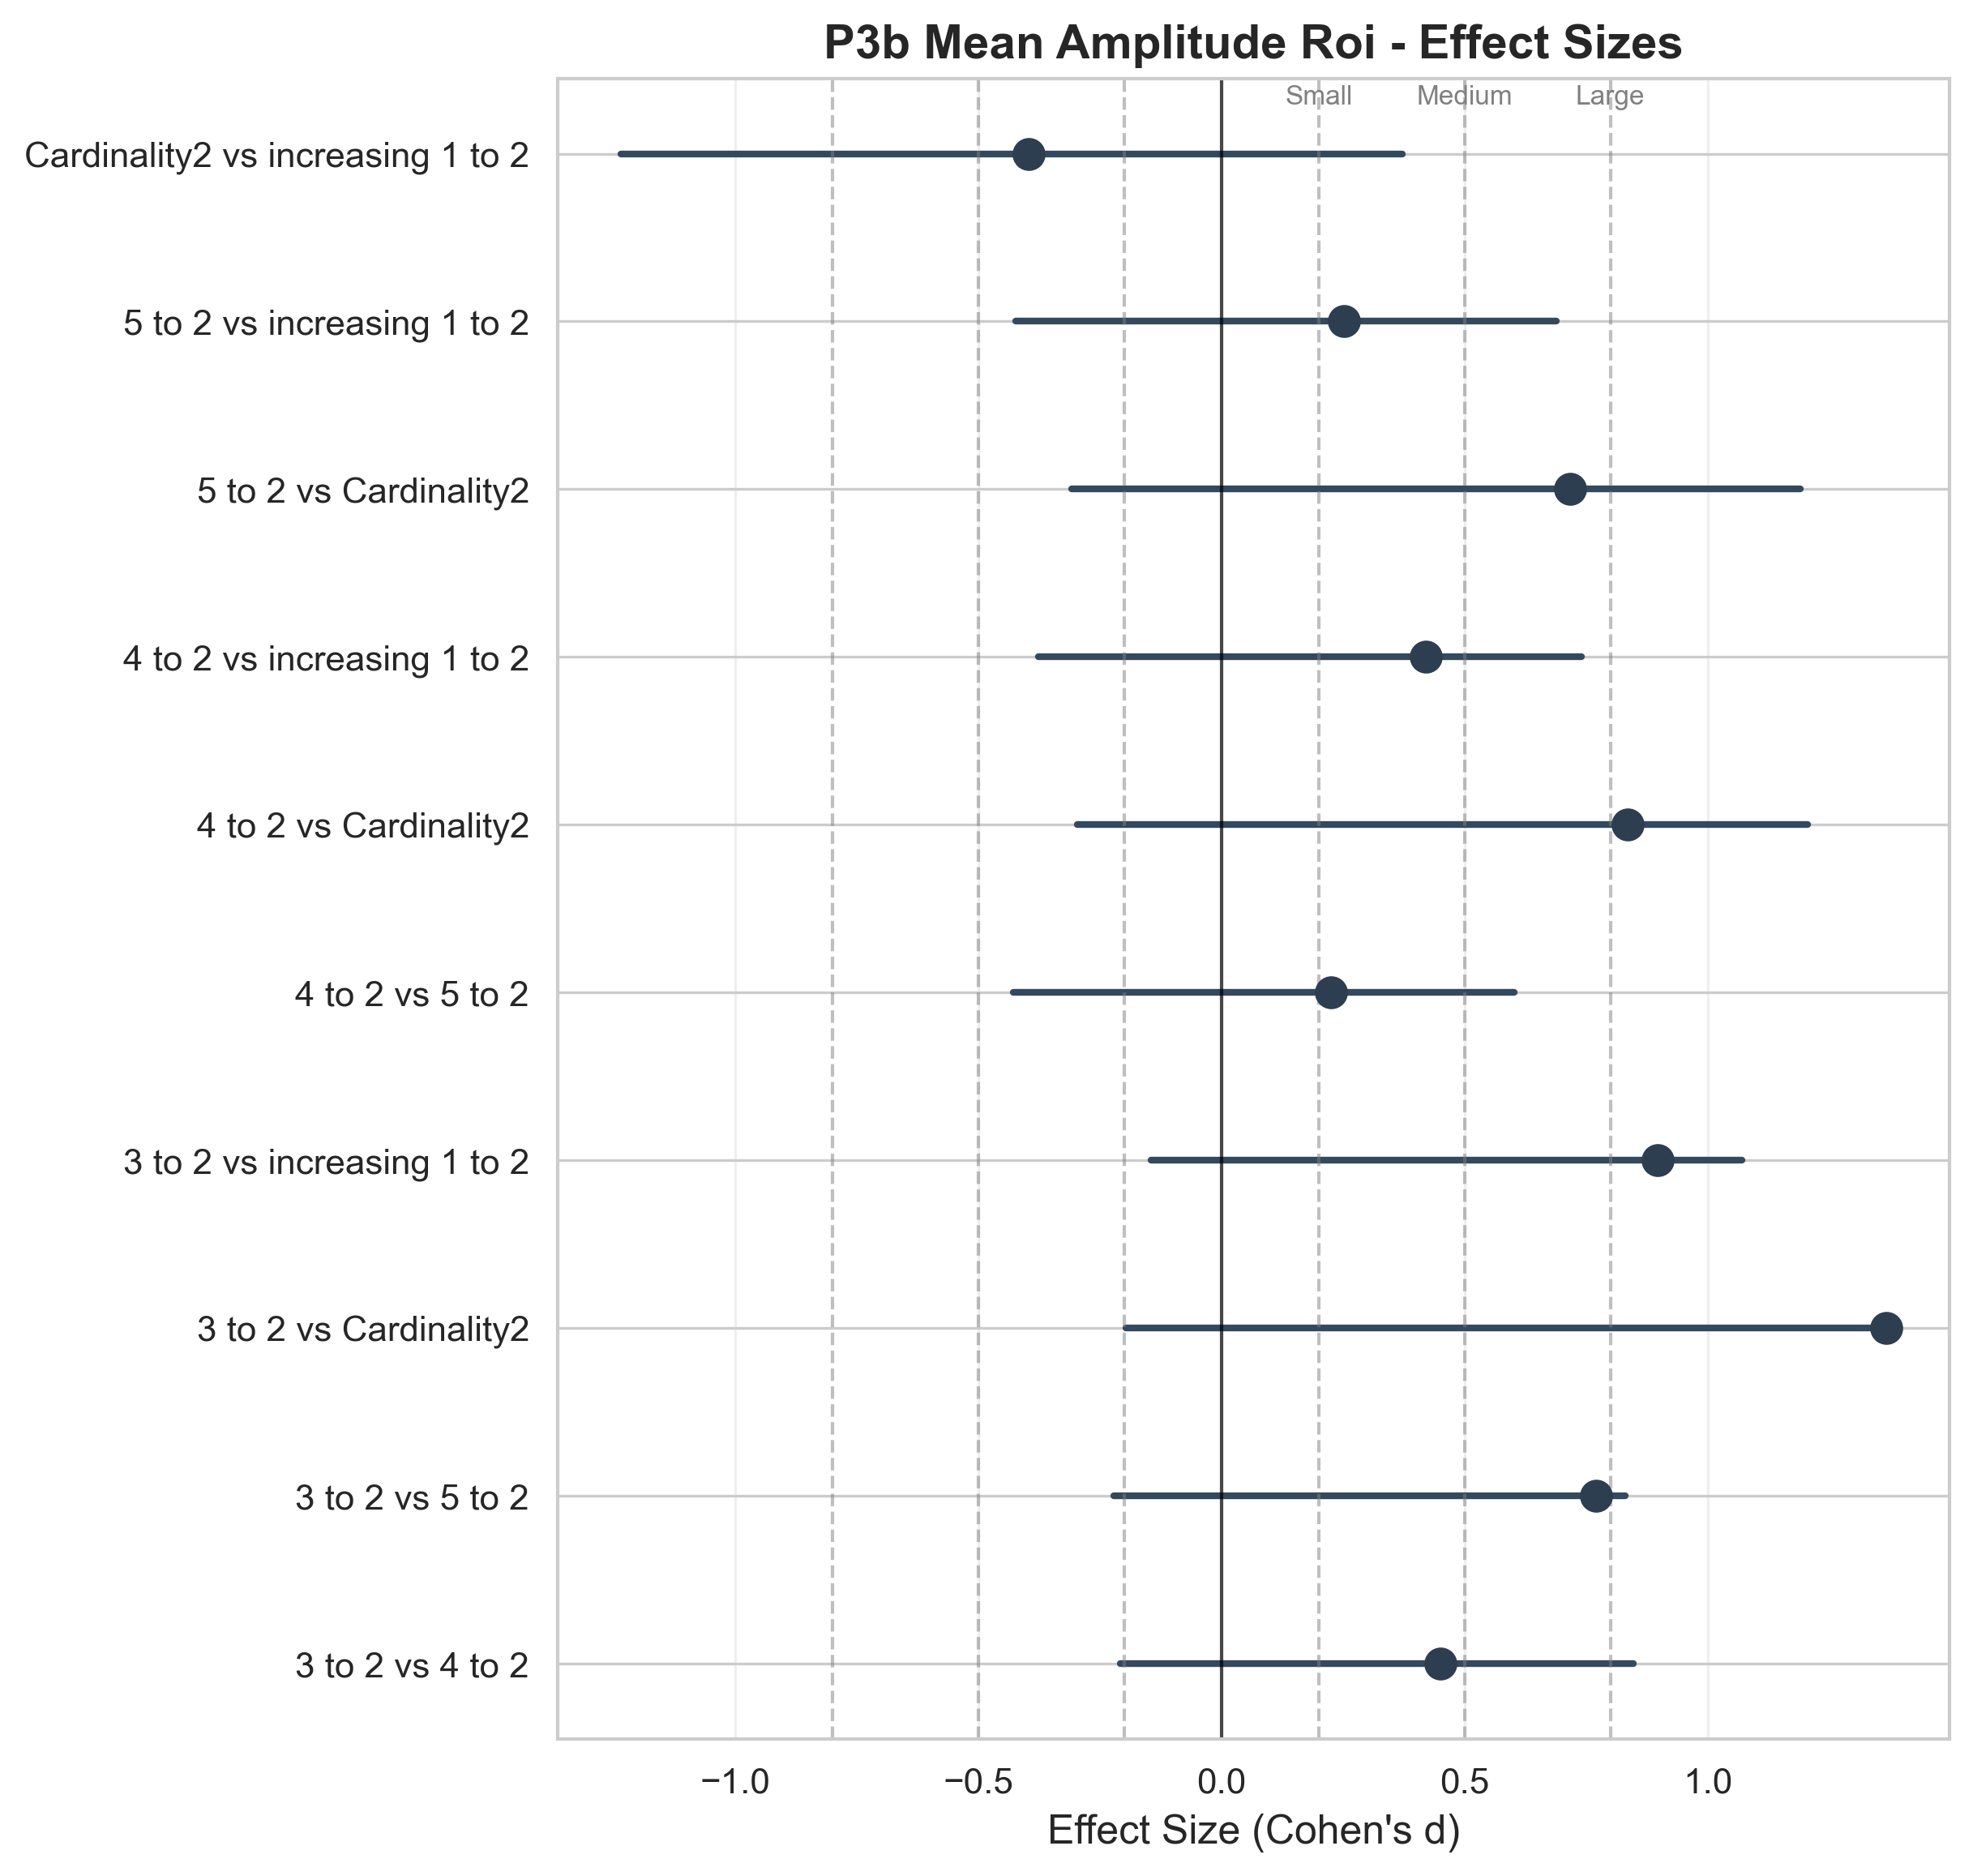 P3b Mean Amplitude Roi - Effect Sizes
Small Medium Large
Cardinality2 vs increasing 1 to 2
5 to 2 vs increasing 1 to 2
5 to 2 vs Cardinality2
4 to 2 vs increasing 1 to 2
4 to 2 vs Cardinality2
4 to 2 vs 5 to 2
3 to 2 vs increasing 1 to 2
3 to 2 vs Cardinality2
3 to 2 vs 5 to 2
3 to 2 vs 4 to 2
−1.0 −0.5 0.0 0.5 1.0
Effect Size (Cohen's d)